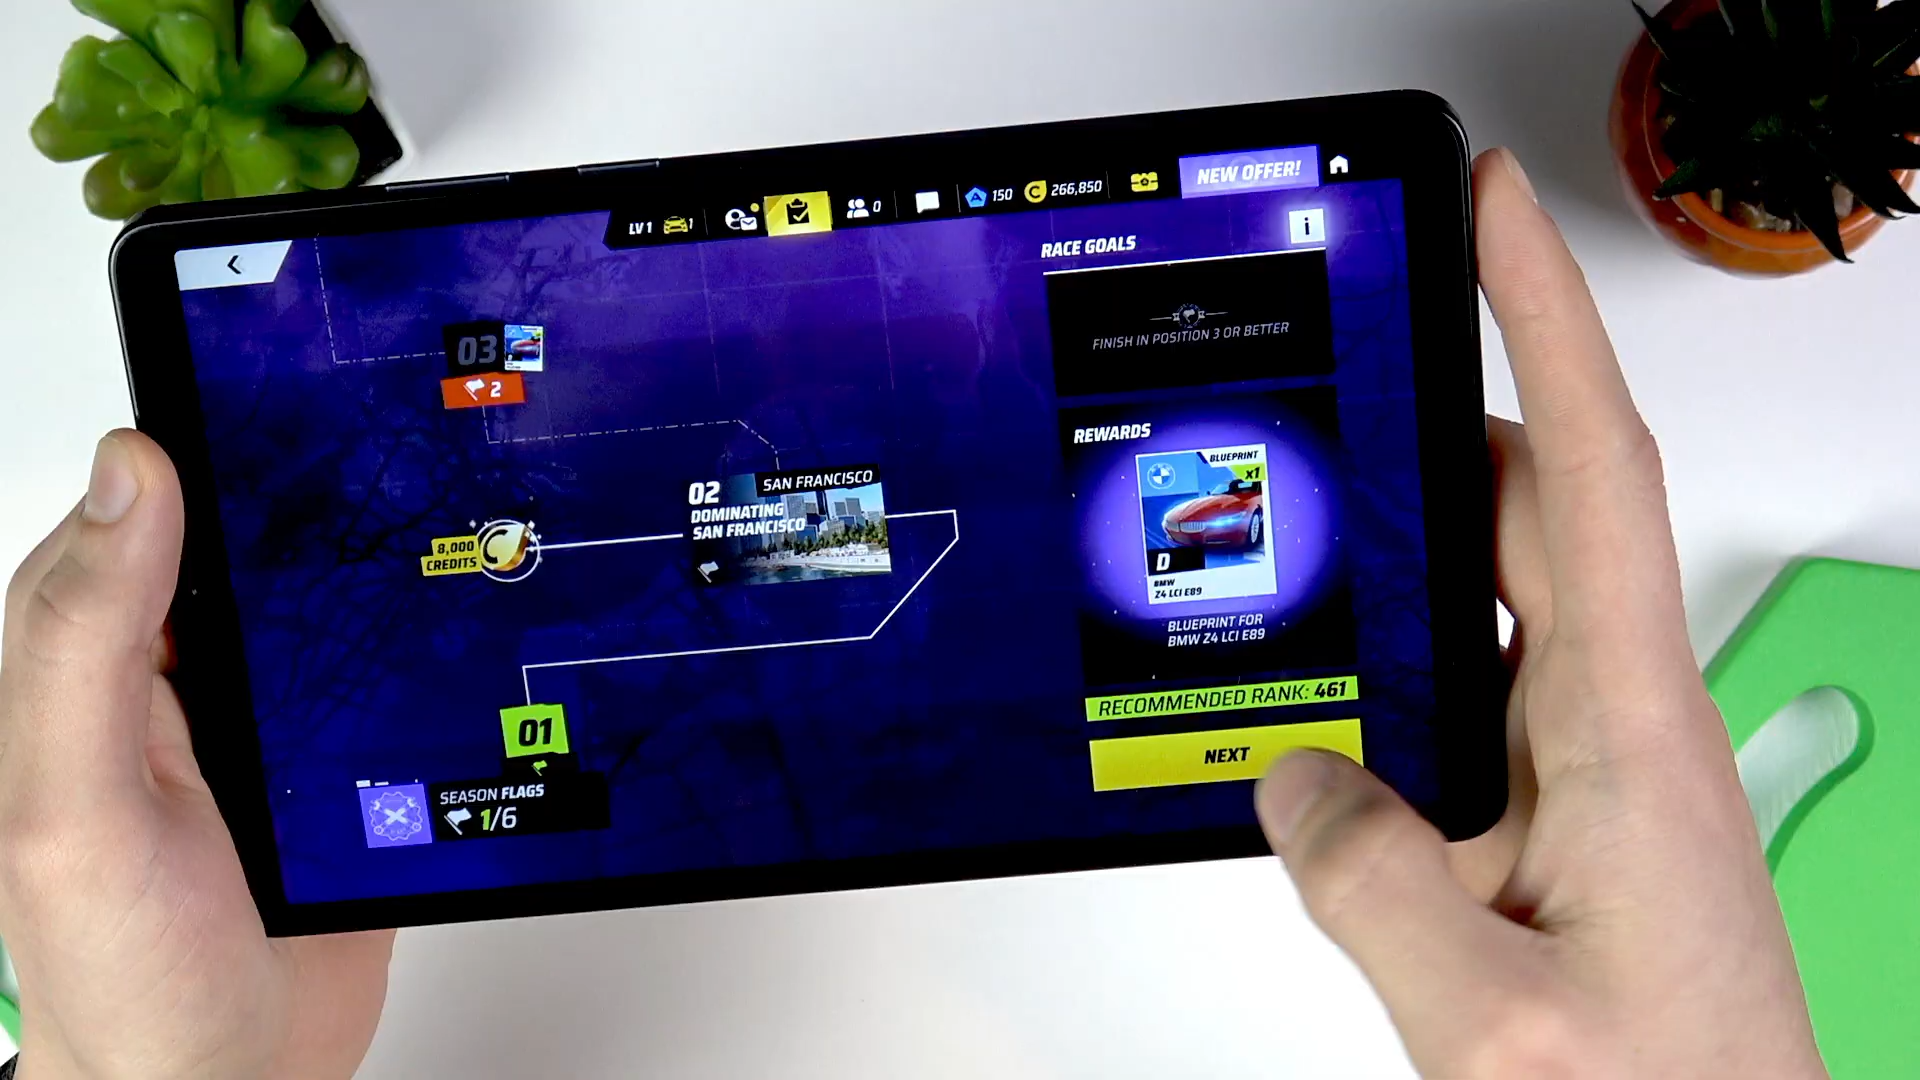 LV 1
1
0
150
266,850
NEW OFFER!
i
RACE GOALS
FINISH IN POSITION 3 OR BETTER
03
2
02
SAN FRANCISCO
DOMINATING
SAN FRANCISCO
8,000
CREDITS
REWARDS
BLUEPRINT
x1
D
BMW
Z4 LCI E89
BLUEPRINT FOR
BMW Z4 LCI E89
RECOMMENDED RANK: 461
NEXT
01
SEASON FLAGS
1/6